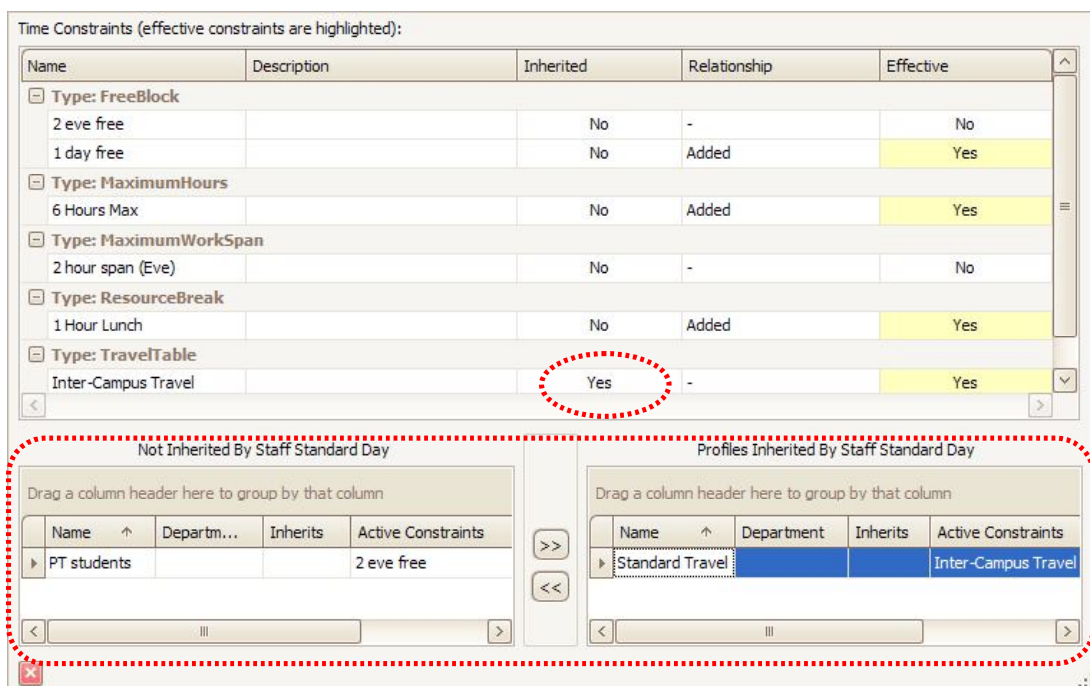 Time Constraints (effective constraints are highlighted):
Name Description Inherited Relationship Effective
Type: FreeBlock
2 eve free No - No
1 day free No Added Yes
Type: MaximumHours
6 Hours Max No Added Yes
Type: MaximumWorkSpan
2 hour span (Eve) No - No
Type: ResourceBreak
1 Hour Lunch No Added Yes
Type: TravelTable
Inter-Campus Travel Yes - Yes
Not Inherited By Staff Standard Day
Drag a column header here to group by that column
Name Departm... Inherits Active Constraints
PT students 2 eve free
>>
<<
Profiles Inherited By Staff Standard Day
Drag a column header here to group by that column
Name Department Inherits Active Constraints
Standard Travel Inter-Campus Travel